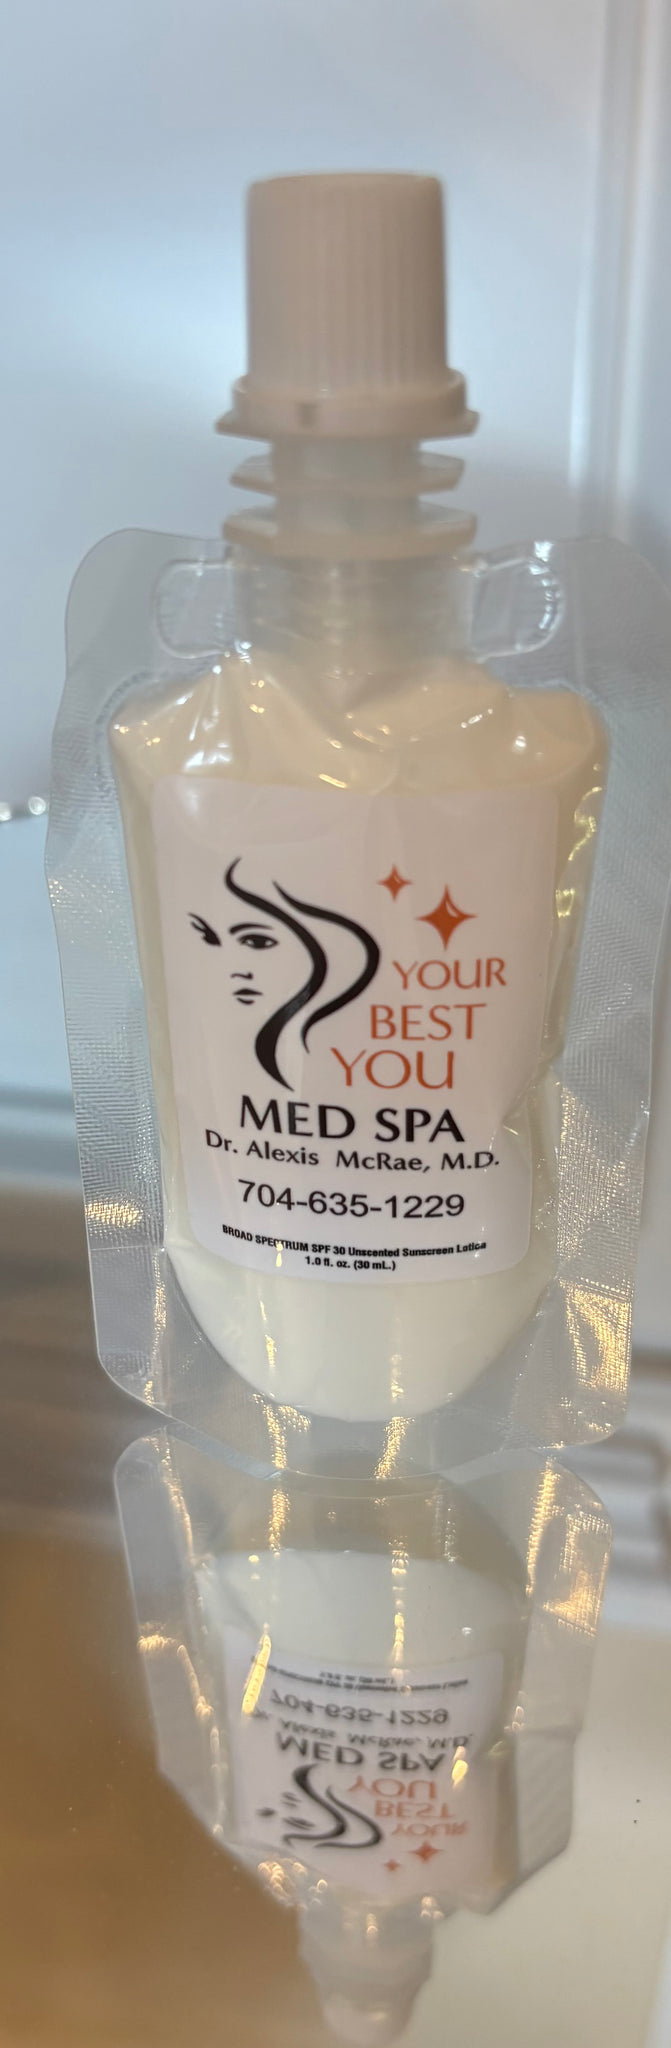 YOUR
BEST
YOU
MED SPA
Dr. Alexis McRae, M.D.
704-635-1229
BROAD SPECTRUM SPF 30 Unscented Sunscreen Lotion
1.0 fl. oz. (30 mL.)